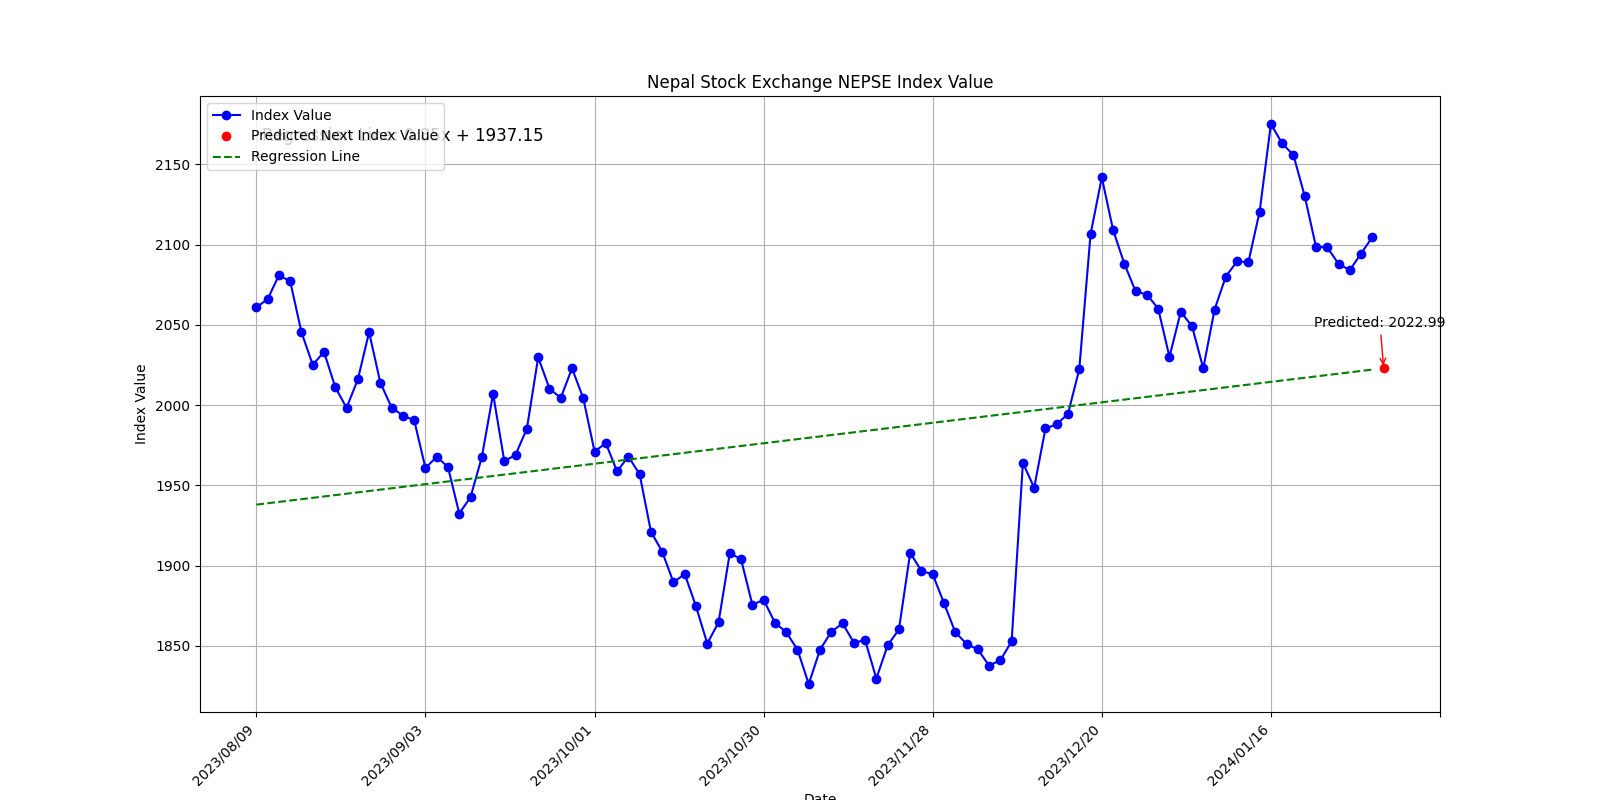 Nepal Stock Exchange NEPSE Index Value
Index Value
Predicted Next Index Value
Regression Line
x + 1937.15
2150
2100
2050
2000
1950
1900
1850
Index Value
Predicted: 2022.99
2023/08/09
2023/09/03
2023/10/01
2023/10/30
2023/11/28
2023/12/20
2024/01/16
Date